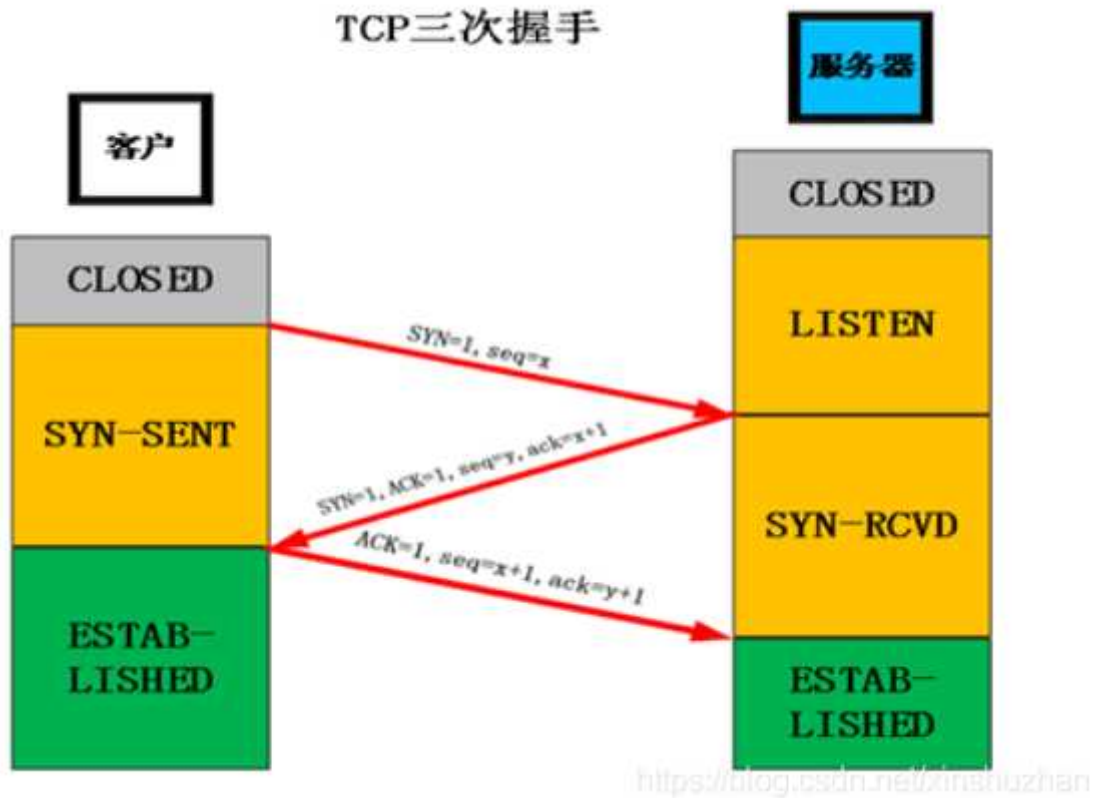 TCP三次握手
服务器
客户
CLOSED
CLOSED
LISTEN
SYN=1, seq=x
SYN-SENT
SYN=1, ACK=1, seq=y, ack=x+1
SYN-RCVD
ACK=1, seq=x+1, ack=y+1
ESTAB-
LISHED
ESTAB-
LISHED
https://blog.csdn.net/xinshuzhan